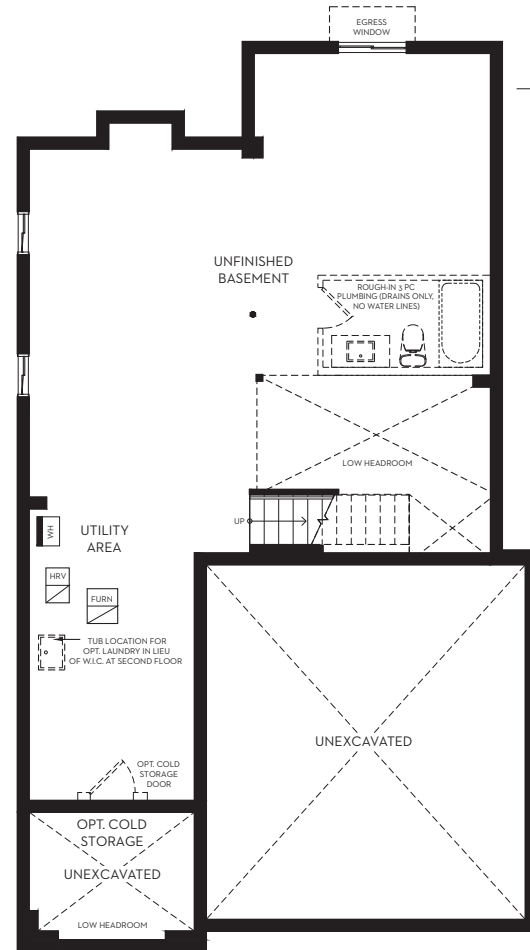 EGRESS
WINDOW
UNFINISHED
BASEMENT
ROUGH-IN 3 PC
PLUMBING (DRAINS ONLY,
NO WATER LINES)
LOW HEADROOM
UP
WH
UTILITY
AREA
HRV
FURN
TUB LOCATION FOR
OPT. LAUNDRY IN LIEU
OF W.I.C. AT SECOND FLOOR
UNEXCAVATED
OPT. COLD
STORAGE
DOOR
OPT. COLD
STORAGE
UNEXCAVATED
LOW HEADROOM